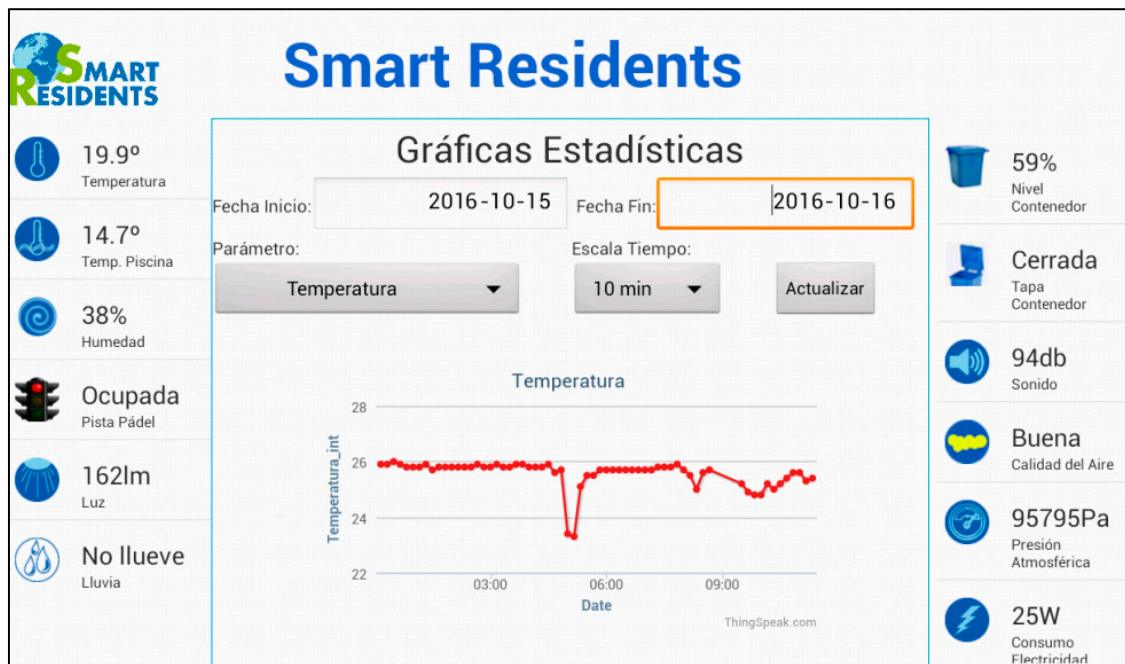 SMART
RESIDENTS
Smart Residents
19.9º
Temperatura
14.7º
Temp. Piscina
38%
Humedad
Ocupada
Pista Pádel
162lm
Luz
No llueve
Lluvia
Gráficas Estadísticas
Fecha Inicio: 2016-10-15 Fecha Fin: 2016-10-16
Parámetro: Escala Tiempo:
Temperatura 10 min Actualizar
Temperatura
Temperatura_int
28
26
24
22
03:00 06:00 09:00
Date
ThingSpeak.com
59%
Nivel
Contenedor
Cerrada
Tapa
Contenedor
94db
Sonido
Buena
Calidad del Aire
95795Pa
Presión
Atmosférica
25W
Consumo
Electricidad